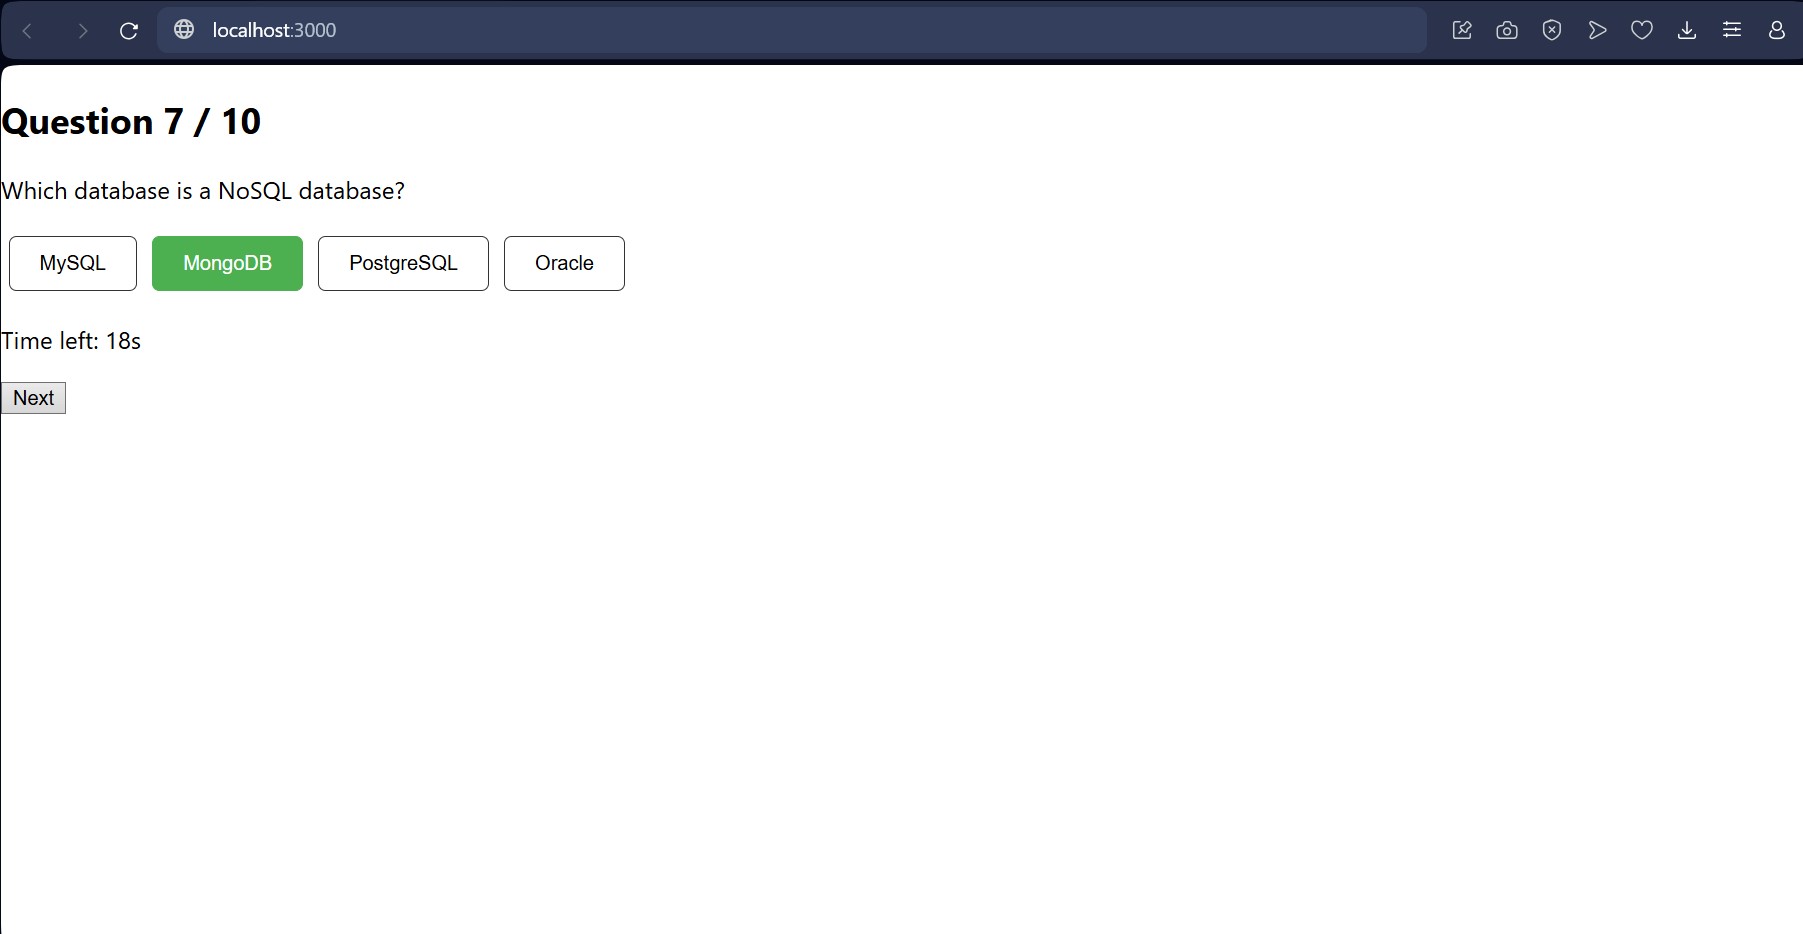 localhost:3000
Question 7 / 10
Which database is a NoSQL database?
MySQL MongoDB PostgreSQL Oracle
Time left: 18s
Next